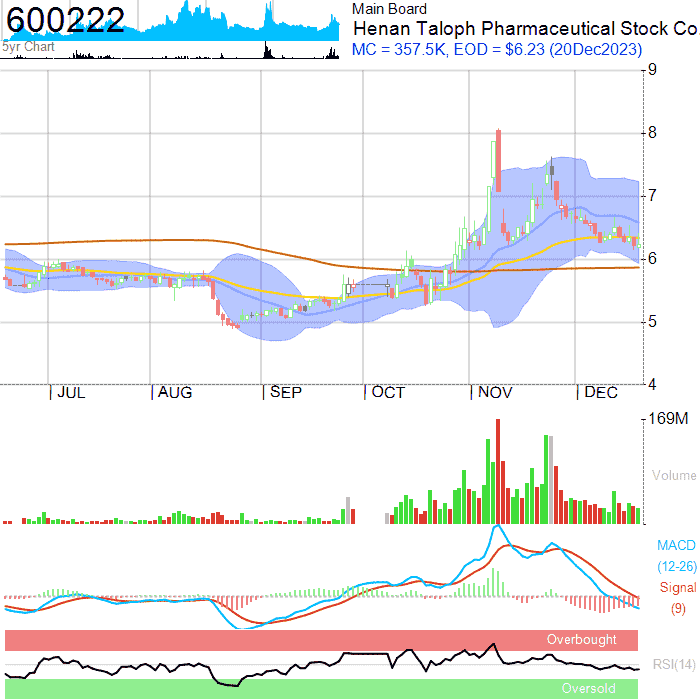 600222
5yr Chart
Main Board
Henan Taloph Pharmaceutical Stock Co
MC = 357.5K, EOD = $6.23 (20Dec2023)
9
8
7
6
5
4
JUL AUG SEP OCT NOV DEC
169M
Volume
MACD
(12-26)
Signal
(9)
Overbought
RSI(14)
Oversold